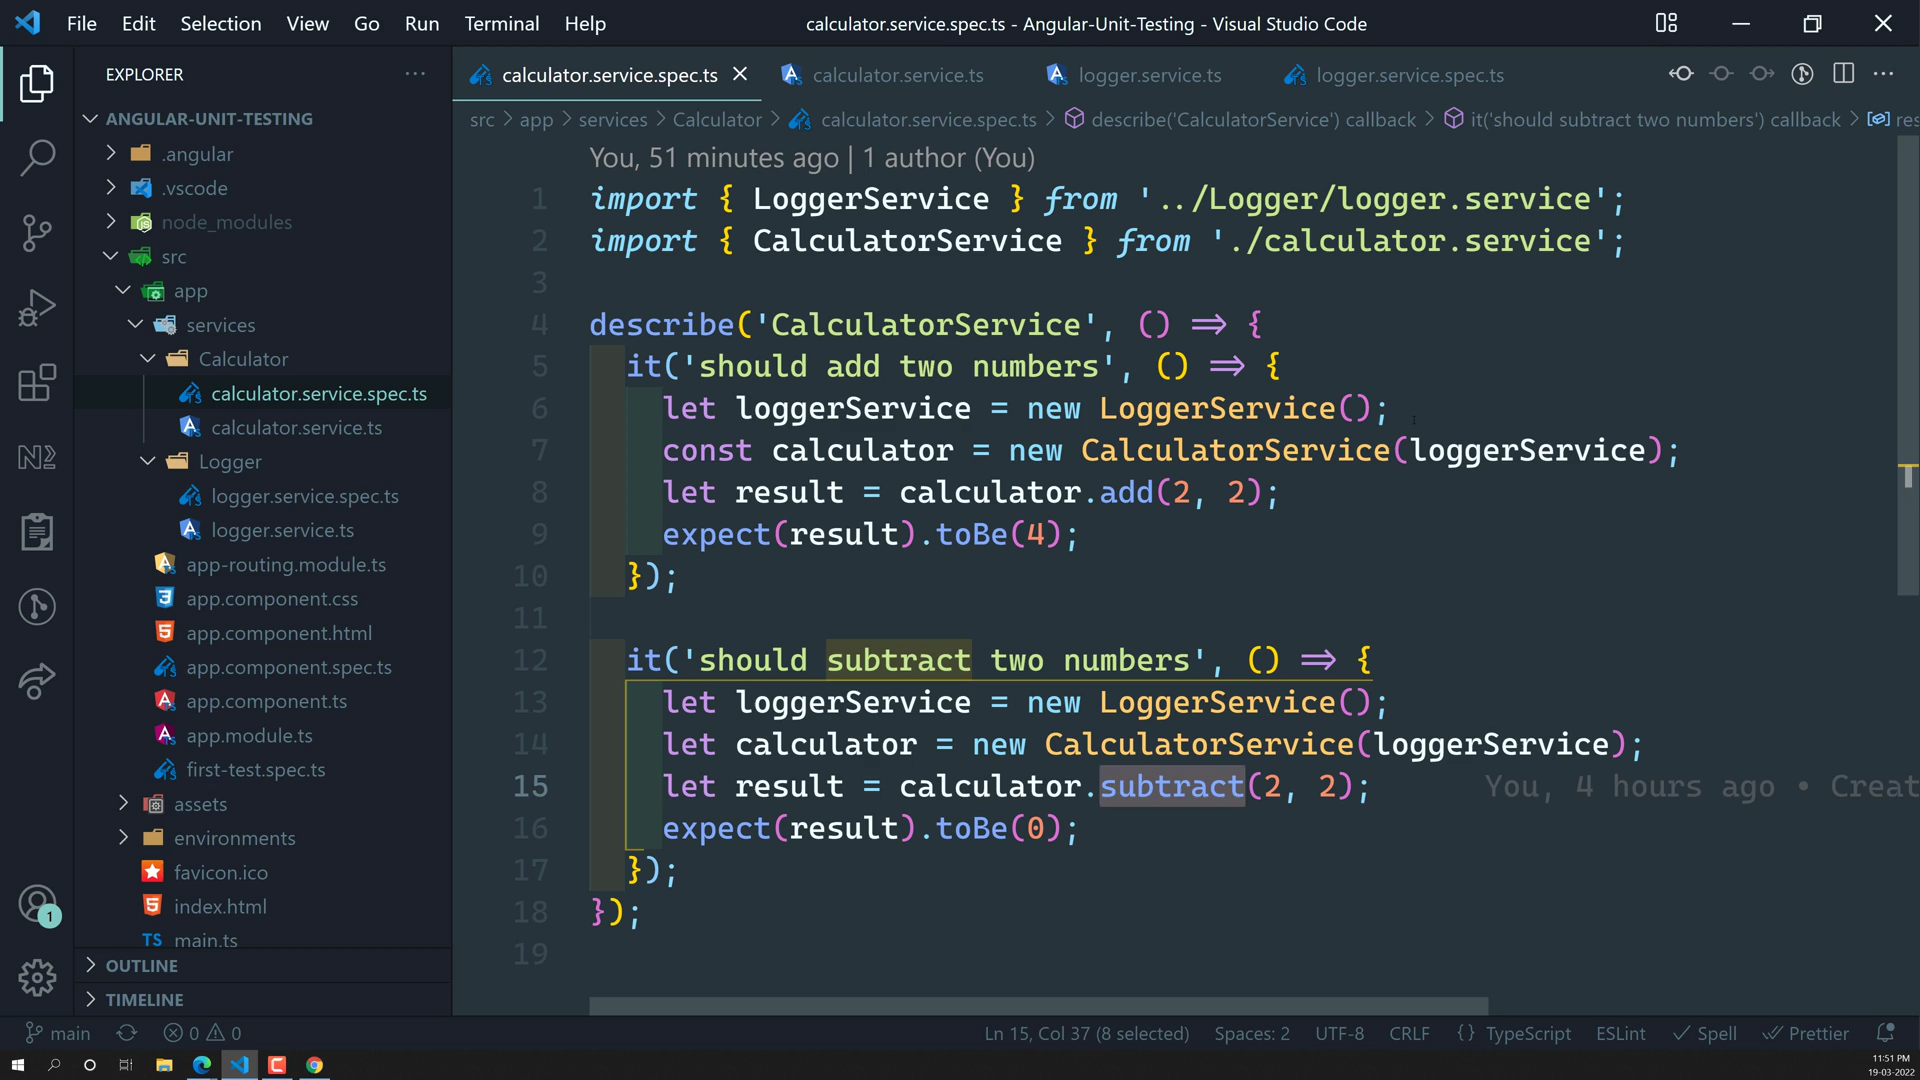 File Edit Selection View Go Run Terminal Help
calculator.service.spec.ts - Angular-Unit-Testing - Visual Studio Code
EXPLORER
ANGULAR-UNIT-TESTING
.angular
.vscode
node_modules
src
app
services
Calculator
calculator.service.spec.ts
calculator.service.ts
Logger
logger.service.spec.ts
logger.service.ts
app-routing.module.ts
app.component.css
app.component.html
app.component.spec.ts
app.component.ts
app.module.ts
first-test.spec.ts
assets
environments
favicon.ico
index.html
TS main.ts
OUTLINE
TIMELINE
1
calculator.service.spec.ts calculator.service.ts logger.service.ts logger.service.spec.ts
src > app > services > Calculator > calculator.service.spec.ts > describe('CalculatorService') callback > it('should subtract two numbers') callback > res
You, 51 minutes ago | 1 author (You)
1 import { LoggerService } from '../Logger/logger.service';
2 import { CalculatorService } from './calculator.service';
3
4 describe('CalculatorService', () => {
5 it('should add two numbers', () => {
6 let loggerService = new LoggerService();
7 const calculator = new CalculatorService(loggerService);
8 let result = calculator.add(2, 2);
9 expect(result).toBe(4);
10 });
11
12 it('should subtract two numbers', () => {
13 let loggerService = new LoggerService();
14 let calculator = new CalculatorService(loggerService);
15 let result = calculator.subtract(2, 2); You, 4 hours ago • Creat
16 expect(result).toBe(0);
17 });
18 });
19
main 0 0 Ln 15, Col 37 (8 selected) Spaces: 2 UTF-8 CRLF {} TypeScript ESLint Spell Prettier
11:51 PM
19-03-2022